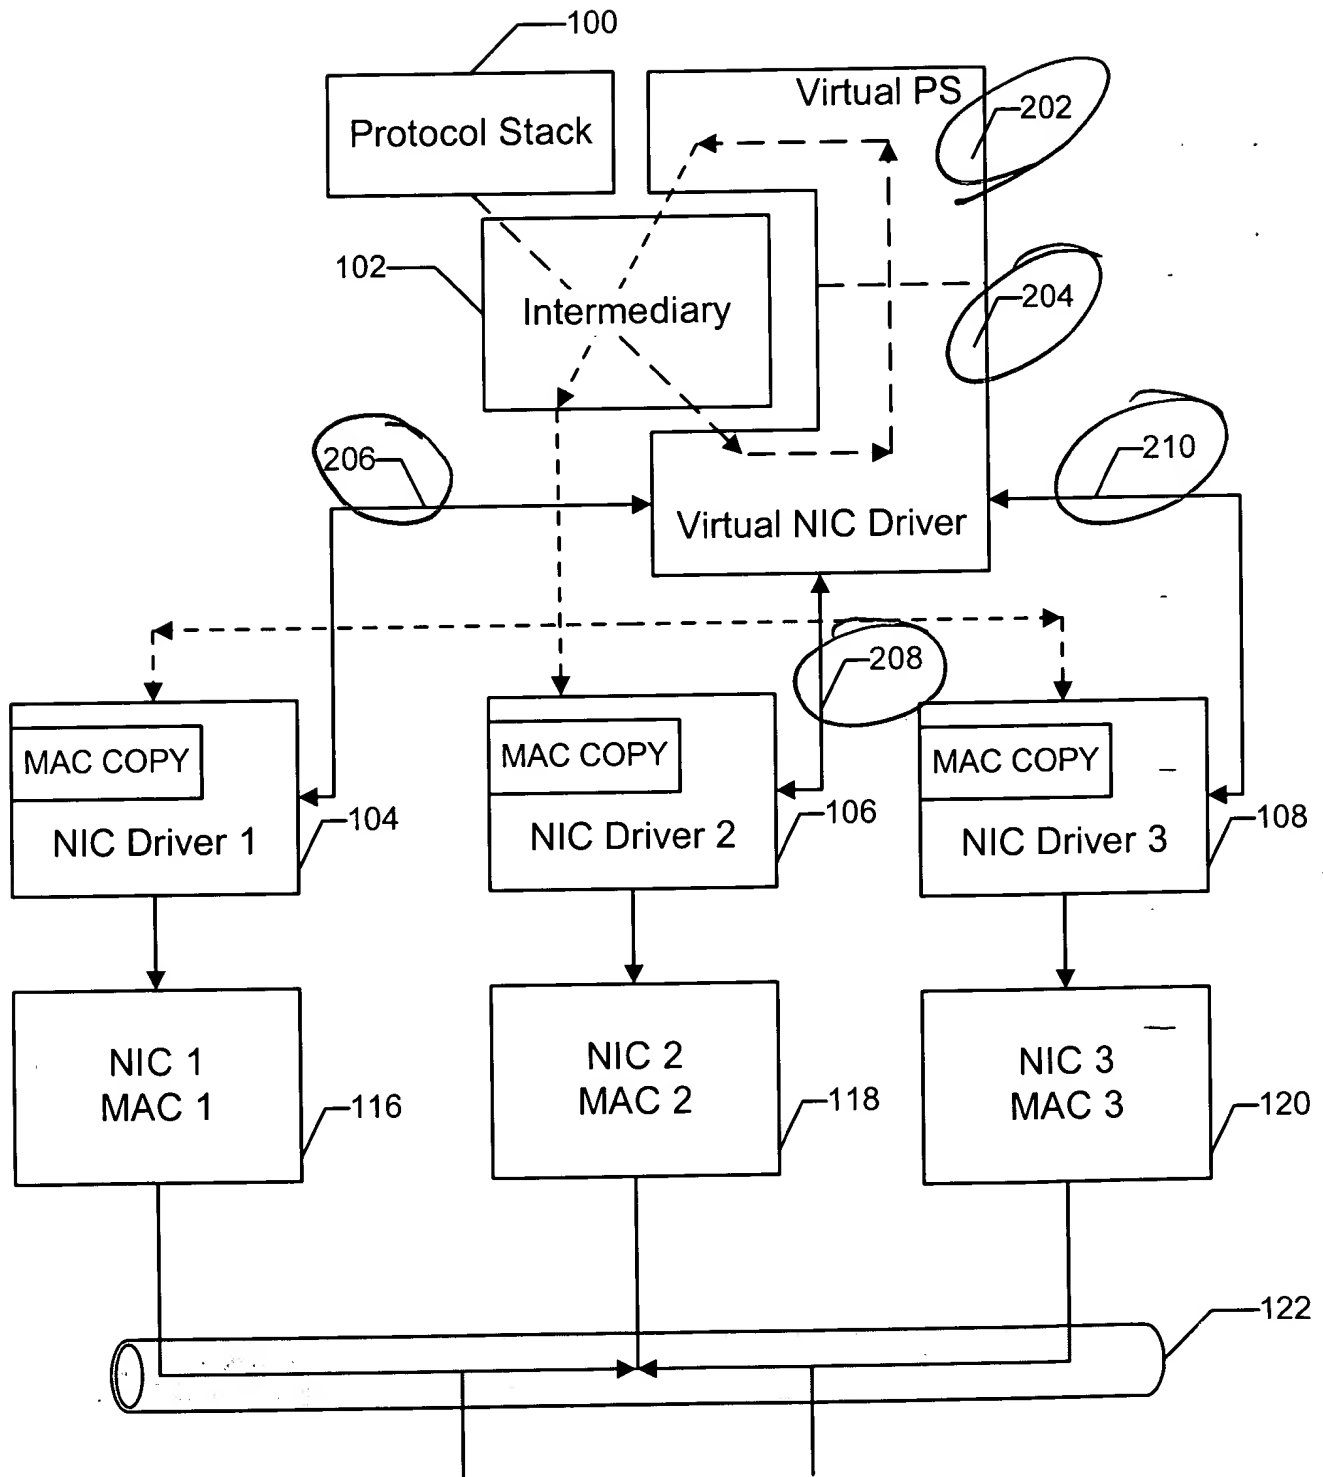 100
Protocol Stack
Virtual PS
202
102
Intermediary
204
206
210
Virtual NIC Driver
208
MAC COPY
MAC COPY
MAC COPY
NIC Driver 1
104
NIC Driver 2
106
NIC Driver 3
108
NIC 1
MAC 1
116
NIC 2
MAC 2
118
NIC 3
MAC 3
120
122